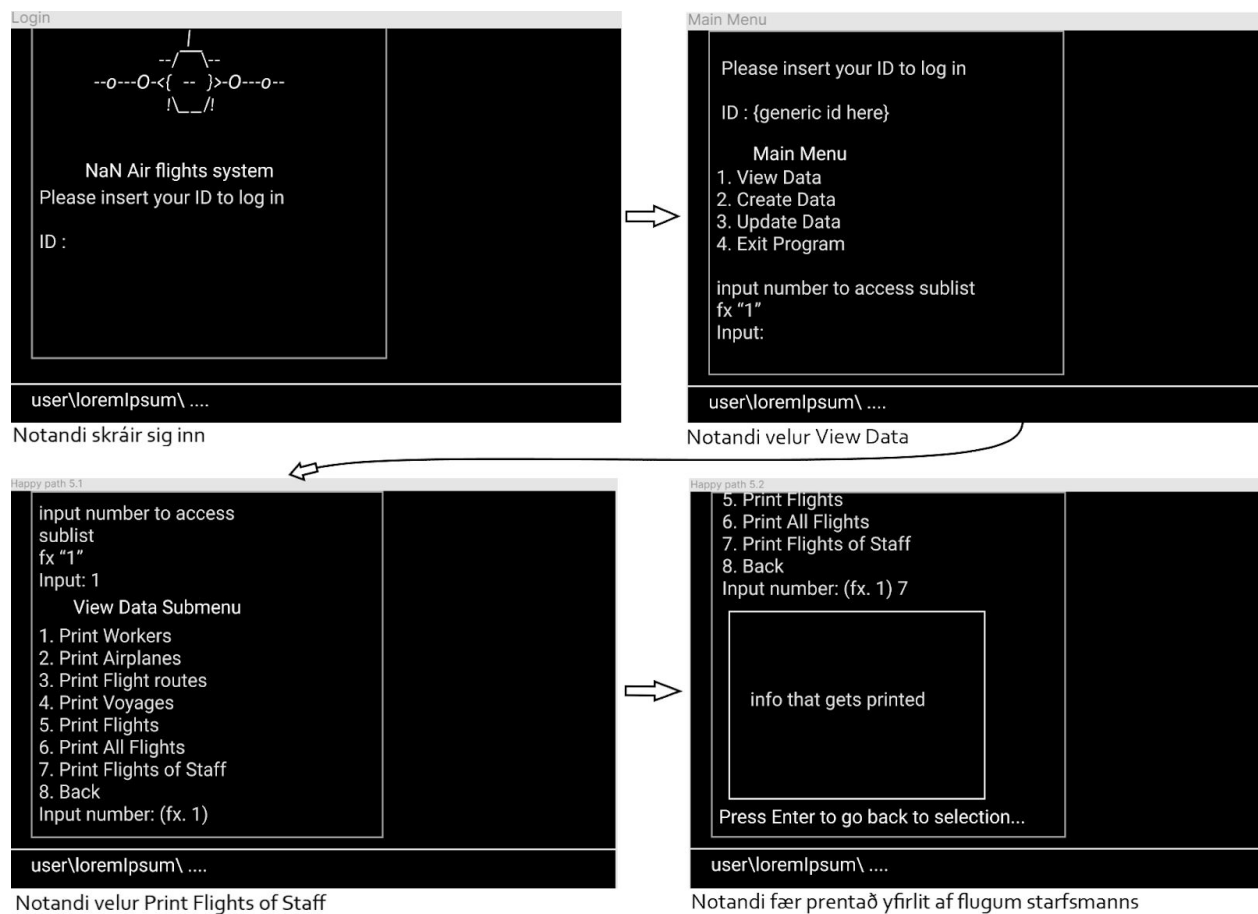 Login
/
--/‾‾\--
--o---O-<{ -- }>-O---o--
!\__/!
NaN Air flights system
Please insert your ID to log in
ID :
user\loremIpsum\ ....
Notandi skráir sig inn
Main Menu
Please insert your ID to log in
ID : {generic id here}
Main Menu
1. View Data
2. Create Data
3. Update Data
4. Exit Program
input number to access sublist
fx “1”
Input:
user\loremIpsum\ ....
Notandi velur View Data
Happy path 5.1
input number to access
sublist
fx “1”
Input: 1
View Data Submenu
1. Print Workers
2. Print Airplanes
3. Print Flight routes
4. Print Voyages
5. Print Flights
6. Print All Flights
7. Print Flights of Staff
8. Back
Input number: (fx. 1)
user\loremIpsum\ ....
Notandi velur Print Flights of Staff
Happy path 5.2
5. Print Flights
6. Print All Flights
7. Print Flights of Staff
8. Back
Input number: (fx. 1) 7
info that gets printed
Press Enter to go back to selection...
user\loremIpsum\ ....
Notandi fær prentað yfirlit af flugum starfsmanns